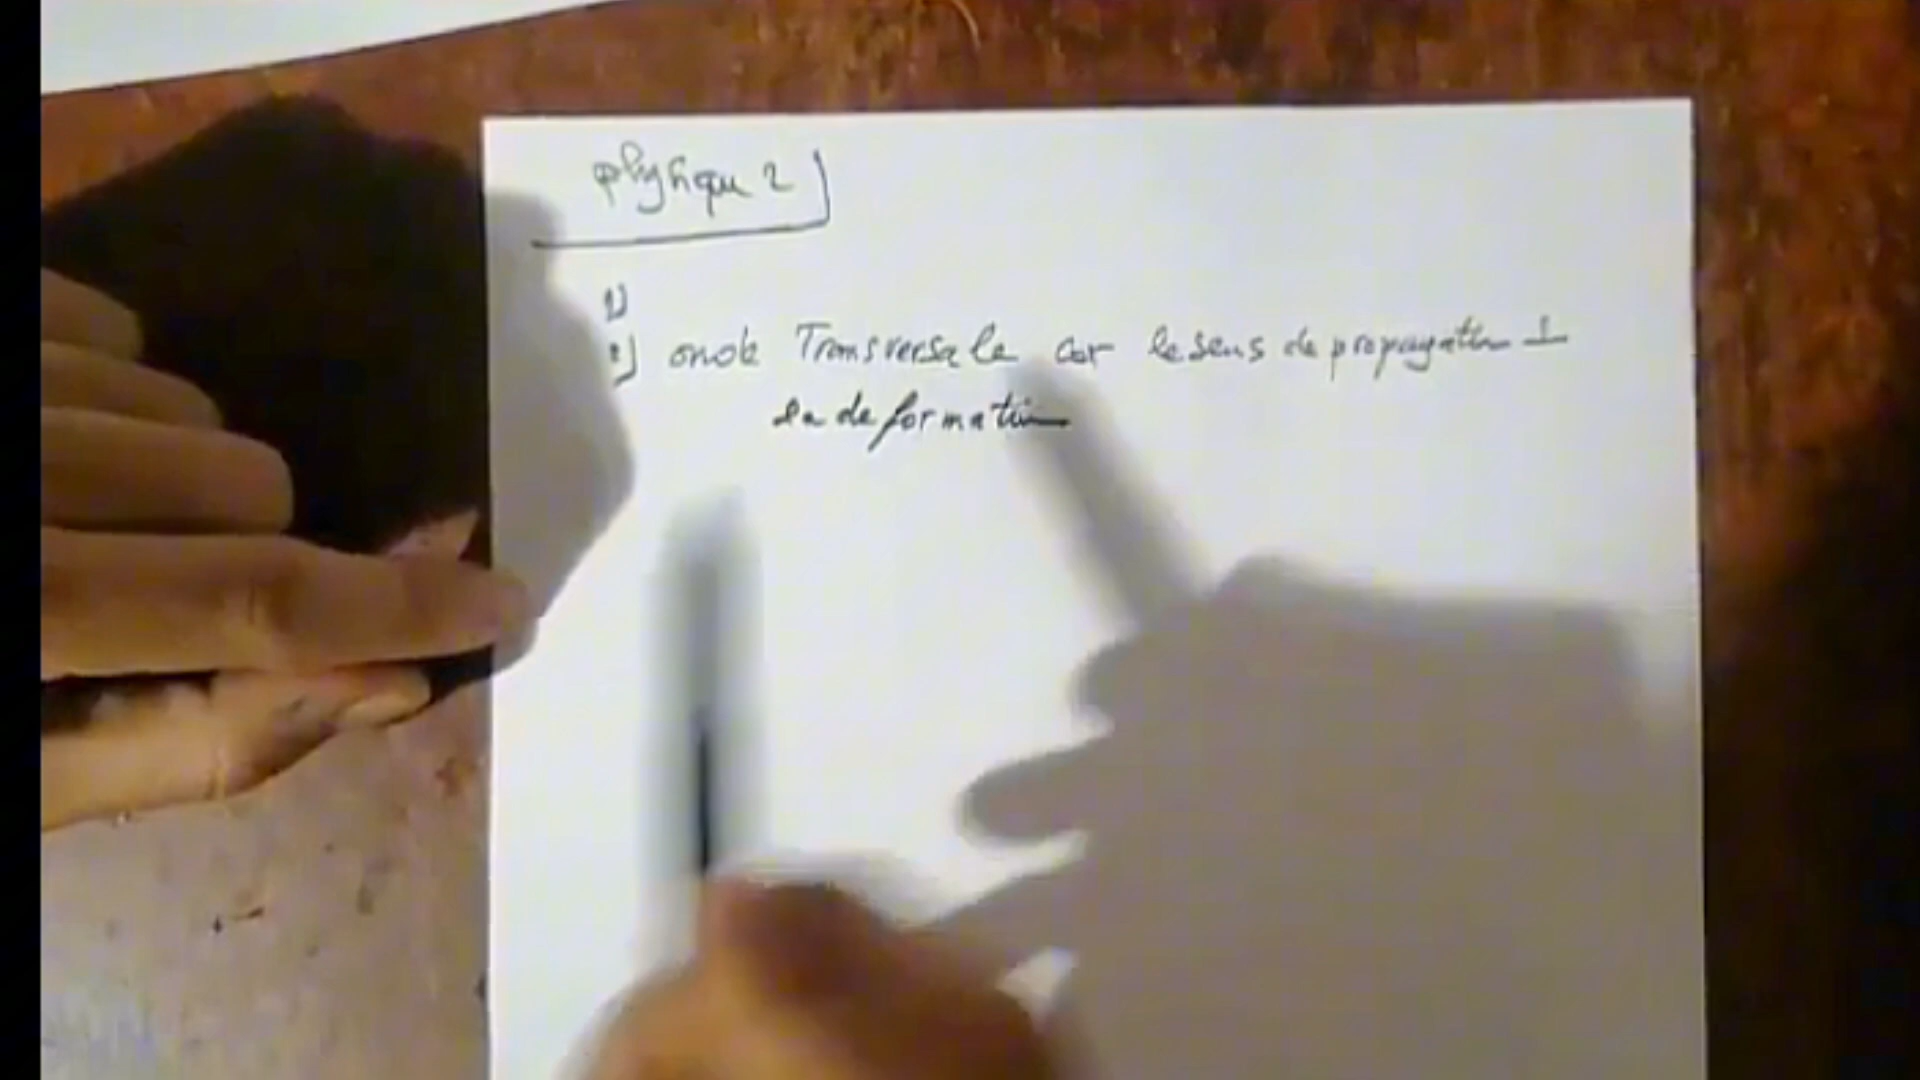 physique 2
1)
2) onde Transversale car le sens de propagation ⊥
la deformation